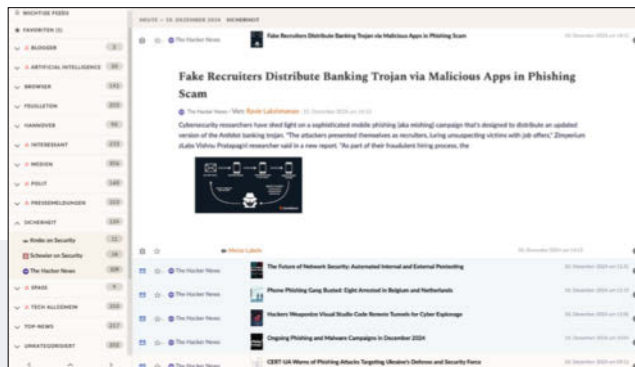 WICHTIGE FEEDS
FAVORITEN (0)
BLOGGER
ARTIFICIAL INTELLIGENCE
BROWSER
FEUILLETON
HANNOVER
INTERESSANT
MEDIEN
POLIT
PRESSEMELDUNGEN
SICHERHEIT
Krebs on Security
Schneier on Security
The Hacker News
SPASS
TECH ALLGEMEIN
TOP-NEWS
UNKATEGORISIERT
HEUTE – 10. DEZEMBER 2024 SICHERHEIT
The Hacker News Fake Recruiters Distribute Banking Trojan via Malicious Apps in Phishing Scam
Fake Recruiters Distribute Banking Trojan via Malicious Apps in Phishing
Scam
The Hacker News / Von: Ravie Lakshmanan
Cybersecurity researchers have shed light on a sophisticated mobile phishing (aka mishing) campaign that's designed to distribute an updated
version of the Antidot banking trojan. "The attackers presented themselves as recruiters, luring unsuspecting victims with job offers," Zimperium
zLabs Vishnu Pratapagiri researcher said in a new report. "As part of their fraudulent hiring process, the
Meine Labels
The Hacker News The Future of Network Security: Automated Internal and External Pentesting
The Hacker News Phone Phishing Gang Busted: Eight Arrested in Belgium and Netherlands
The Hacker News Hackers Weaponize Visual Studio Code Remote Tunnels for Cyber Espionage
The Hacker News Ongoing Phishing and Malware Campaigns in December 2024
The Hacker News CERT-UA Warns of Phishing Attacks Targeting Ukraine's Defense and Security Force